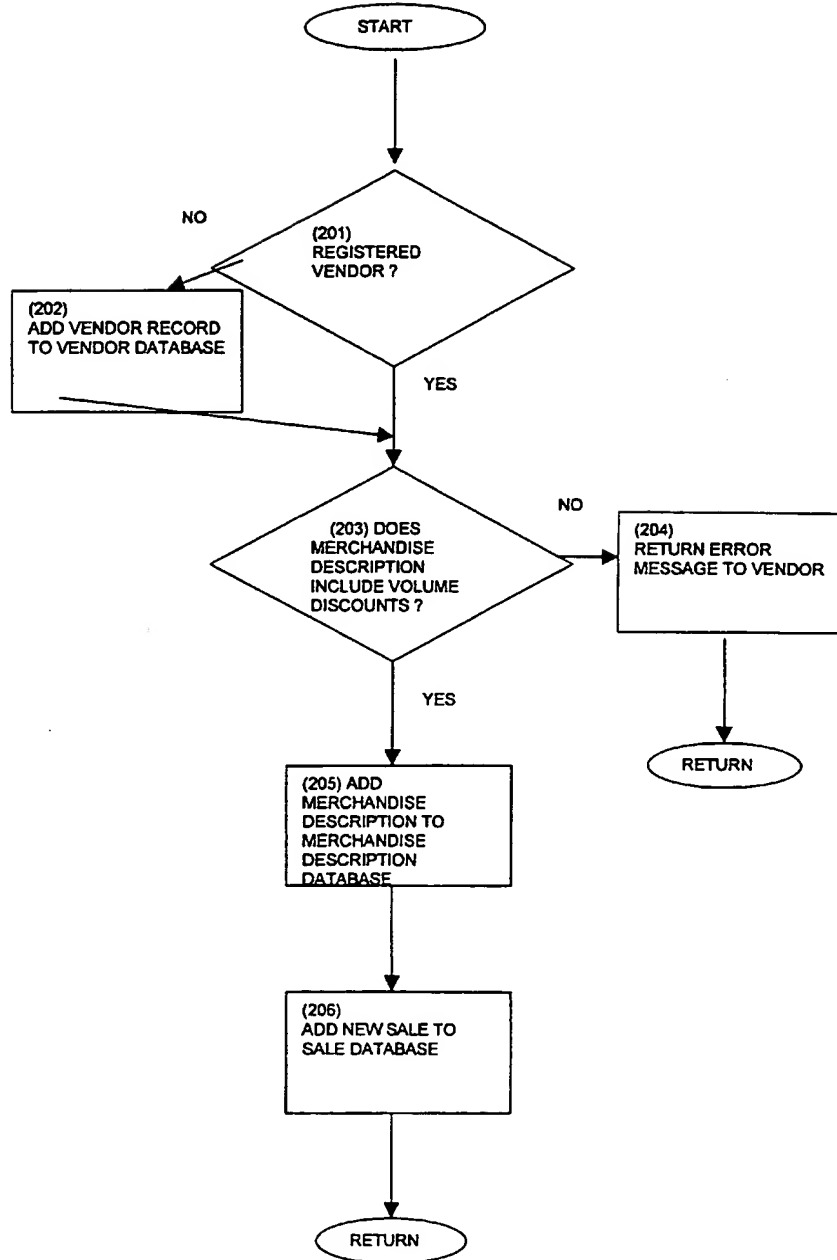 START
NO
(201)
REGISTERED
VENDOR ?
(202)
ADD VENDOR RECORD
TO VENDOR DATABASE
YES
NO
(203) DOES
MERCHANDISE
DESCRIPTION
INCLUDE VOLUME
DISCOUNTS ?
(204)
RETURN ERROR
MESSAGE TO VENDOR
YES
RETURN
(205) ADD
MERCHANDISE
DESCRIPTION TO
MERCHANDISE
DESCRIPTION
DATABASE
(206)
ADD NEW SALE TO
SALE DATABASE
RETURN